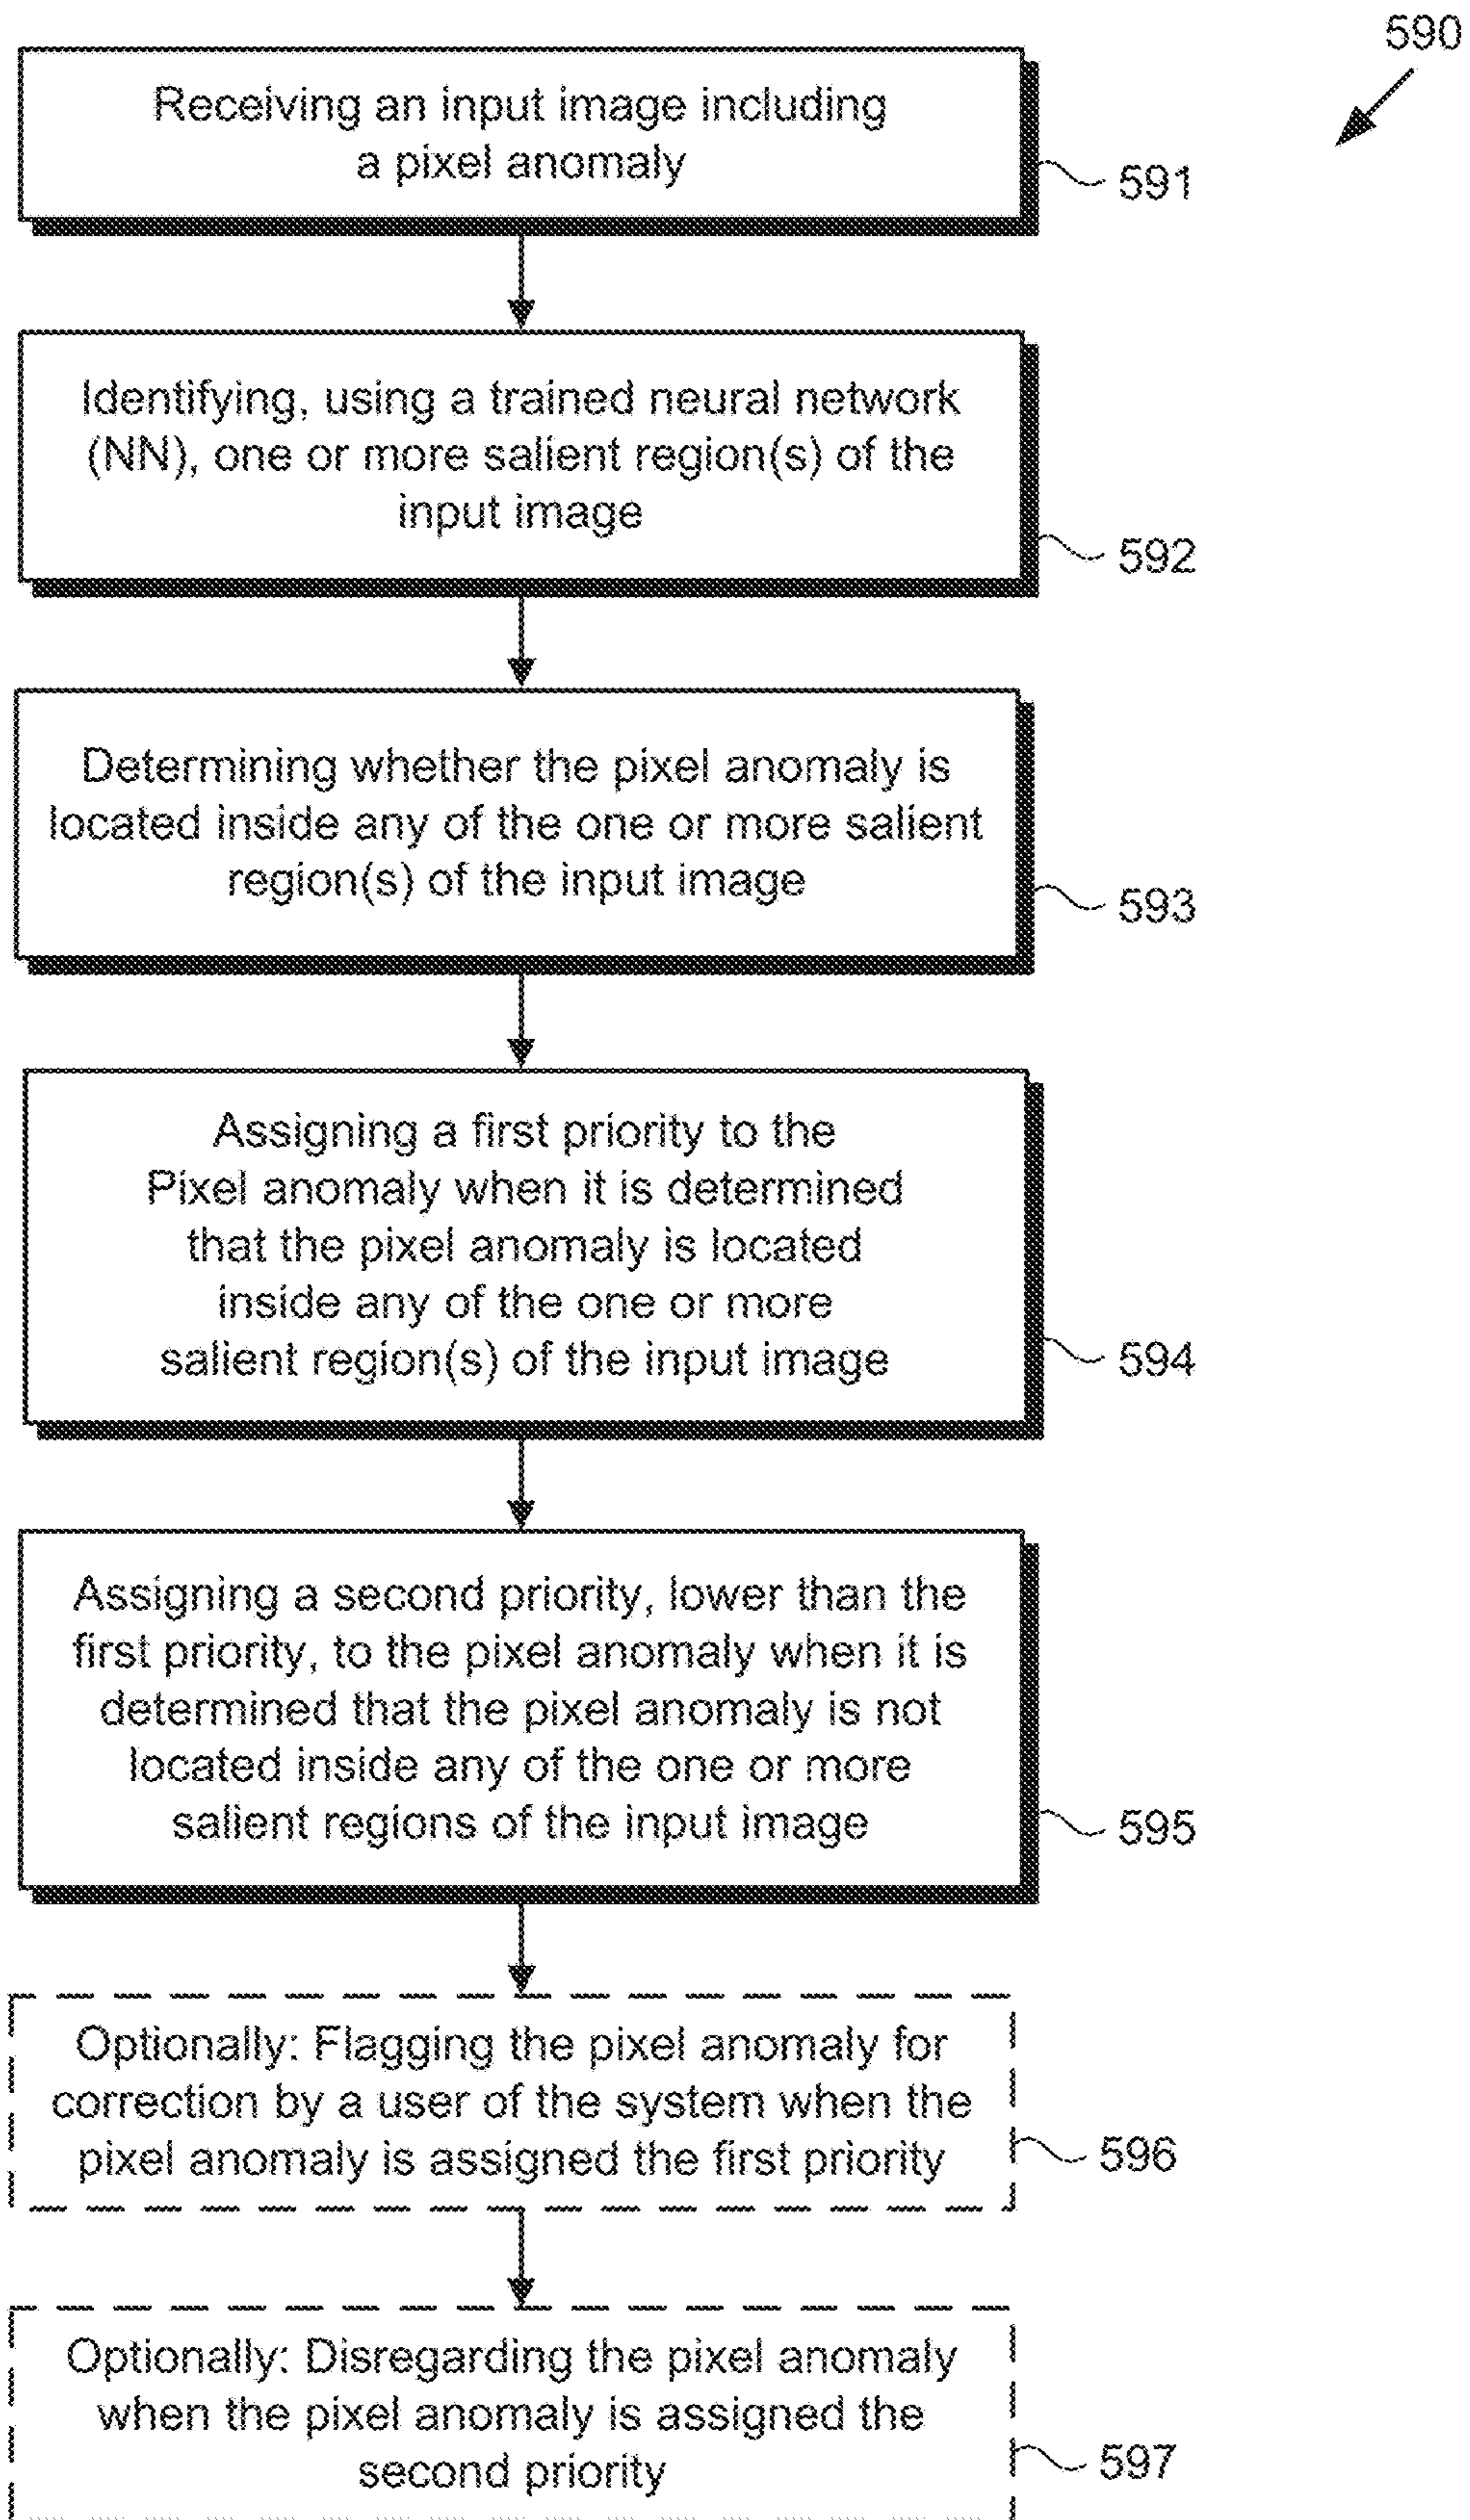 590
Receiving an input image including
a pixel anomaly
591
Identifying, using a trained neural network
(NN), one or more salient region(s) of the
input image
592
Determining whether the pixel anomaly is
located inside any of the one or more salient
region(s) of the input image
593
Assigning a first priority to the
Pixel anomaly when it is determined
that the pixel anomaly is located
inside any of the one or more
salient region(s) of the input image
594
Assigning a second priority, lower than the
first priority, to the pixel anomaly when it is
determined that the pixel anomaly is not
located inside any of the one or more
salient regions of the input image
595
Optionally: Flagging the pixel anomaly for
correction by a user of the system when the
pixel anomaly is assigned the first priority
596
Optionally: Disregarding the pixel anomaly
when the pixel anomaly is assigned the
second priority
597